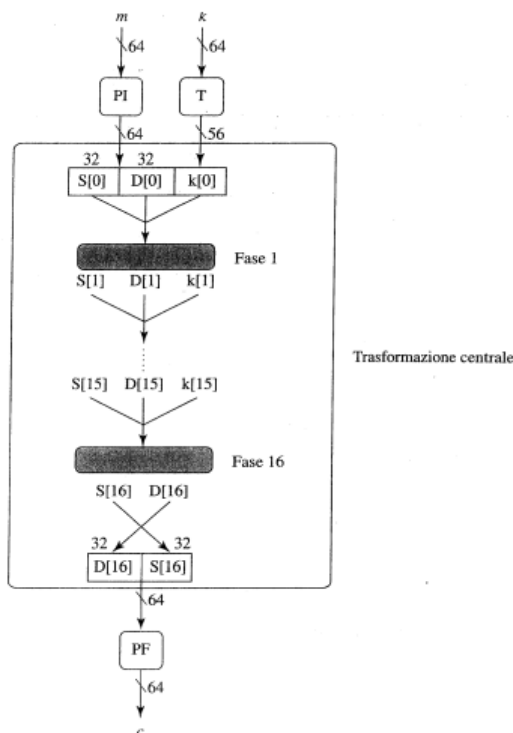 m k
64 64
PI T
64 56
32 32
S[0] D[0] k[0]
Fase 1
S[1] D[1] k[1]
Trasformazione centrale
S[15] D[15] k[15]
Fase 16
S[16] D[16]
32 32
D[16] S[16]
64
PF
64
c